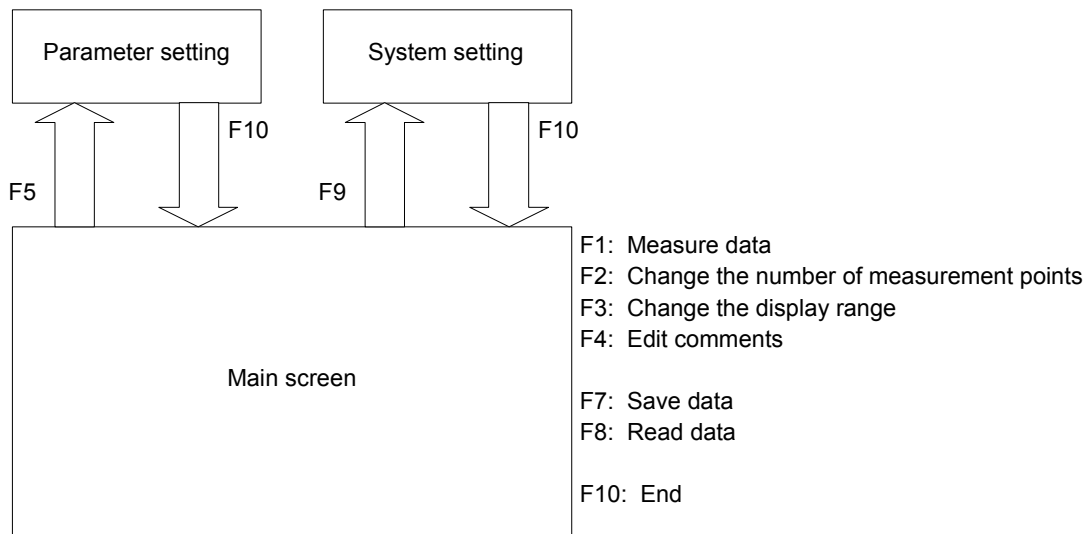 Parameter setting
System setting
F10
F10
F5
F9
F1: Measure data
F2: Change the number of measurement points
F3: Change the display range
F4: Edit comments
Main screen
F7: Save data
F8: Read data
F10: End